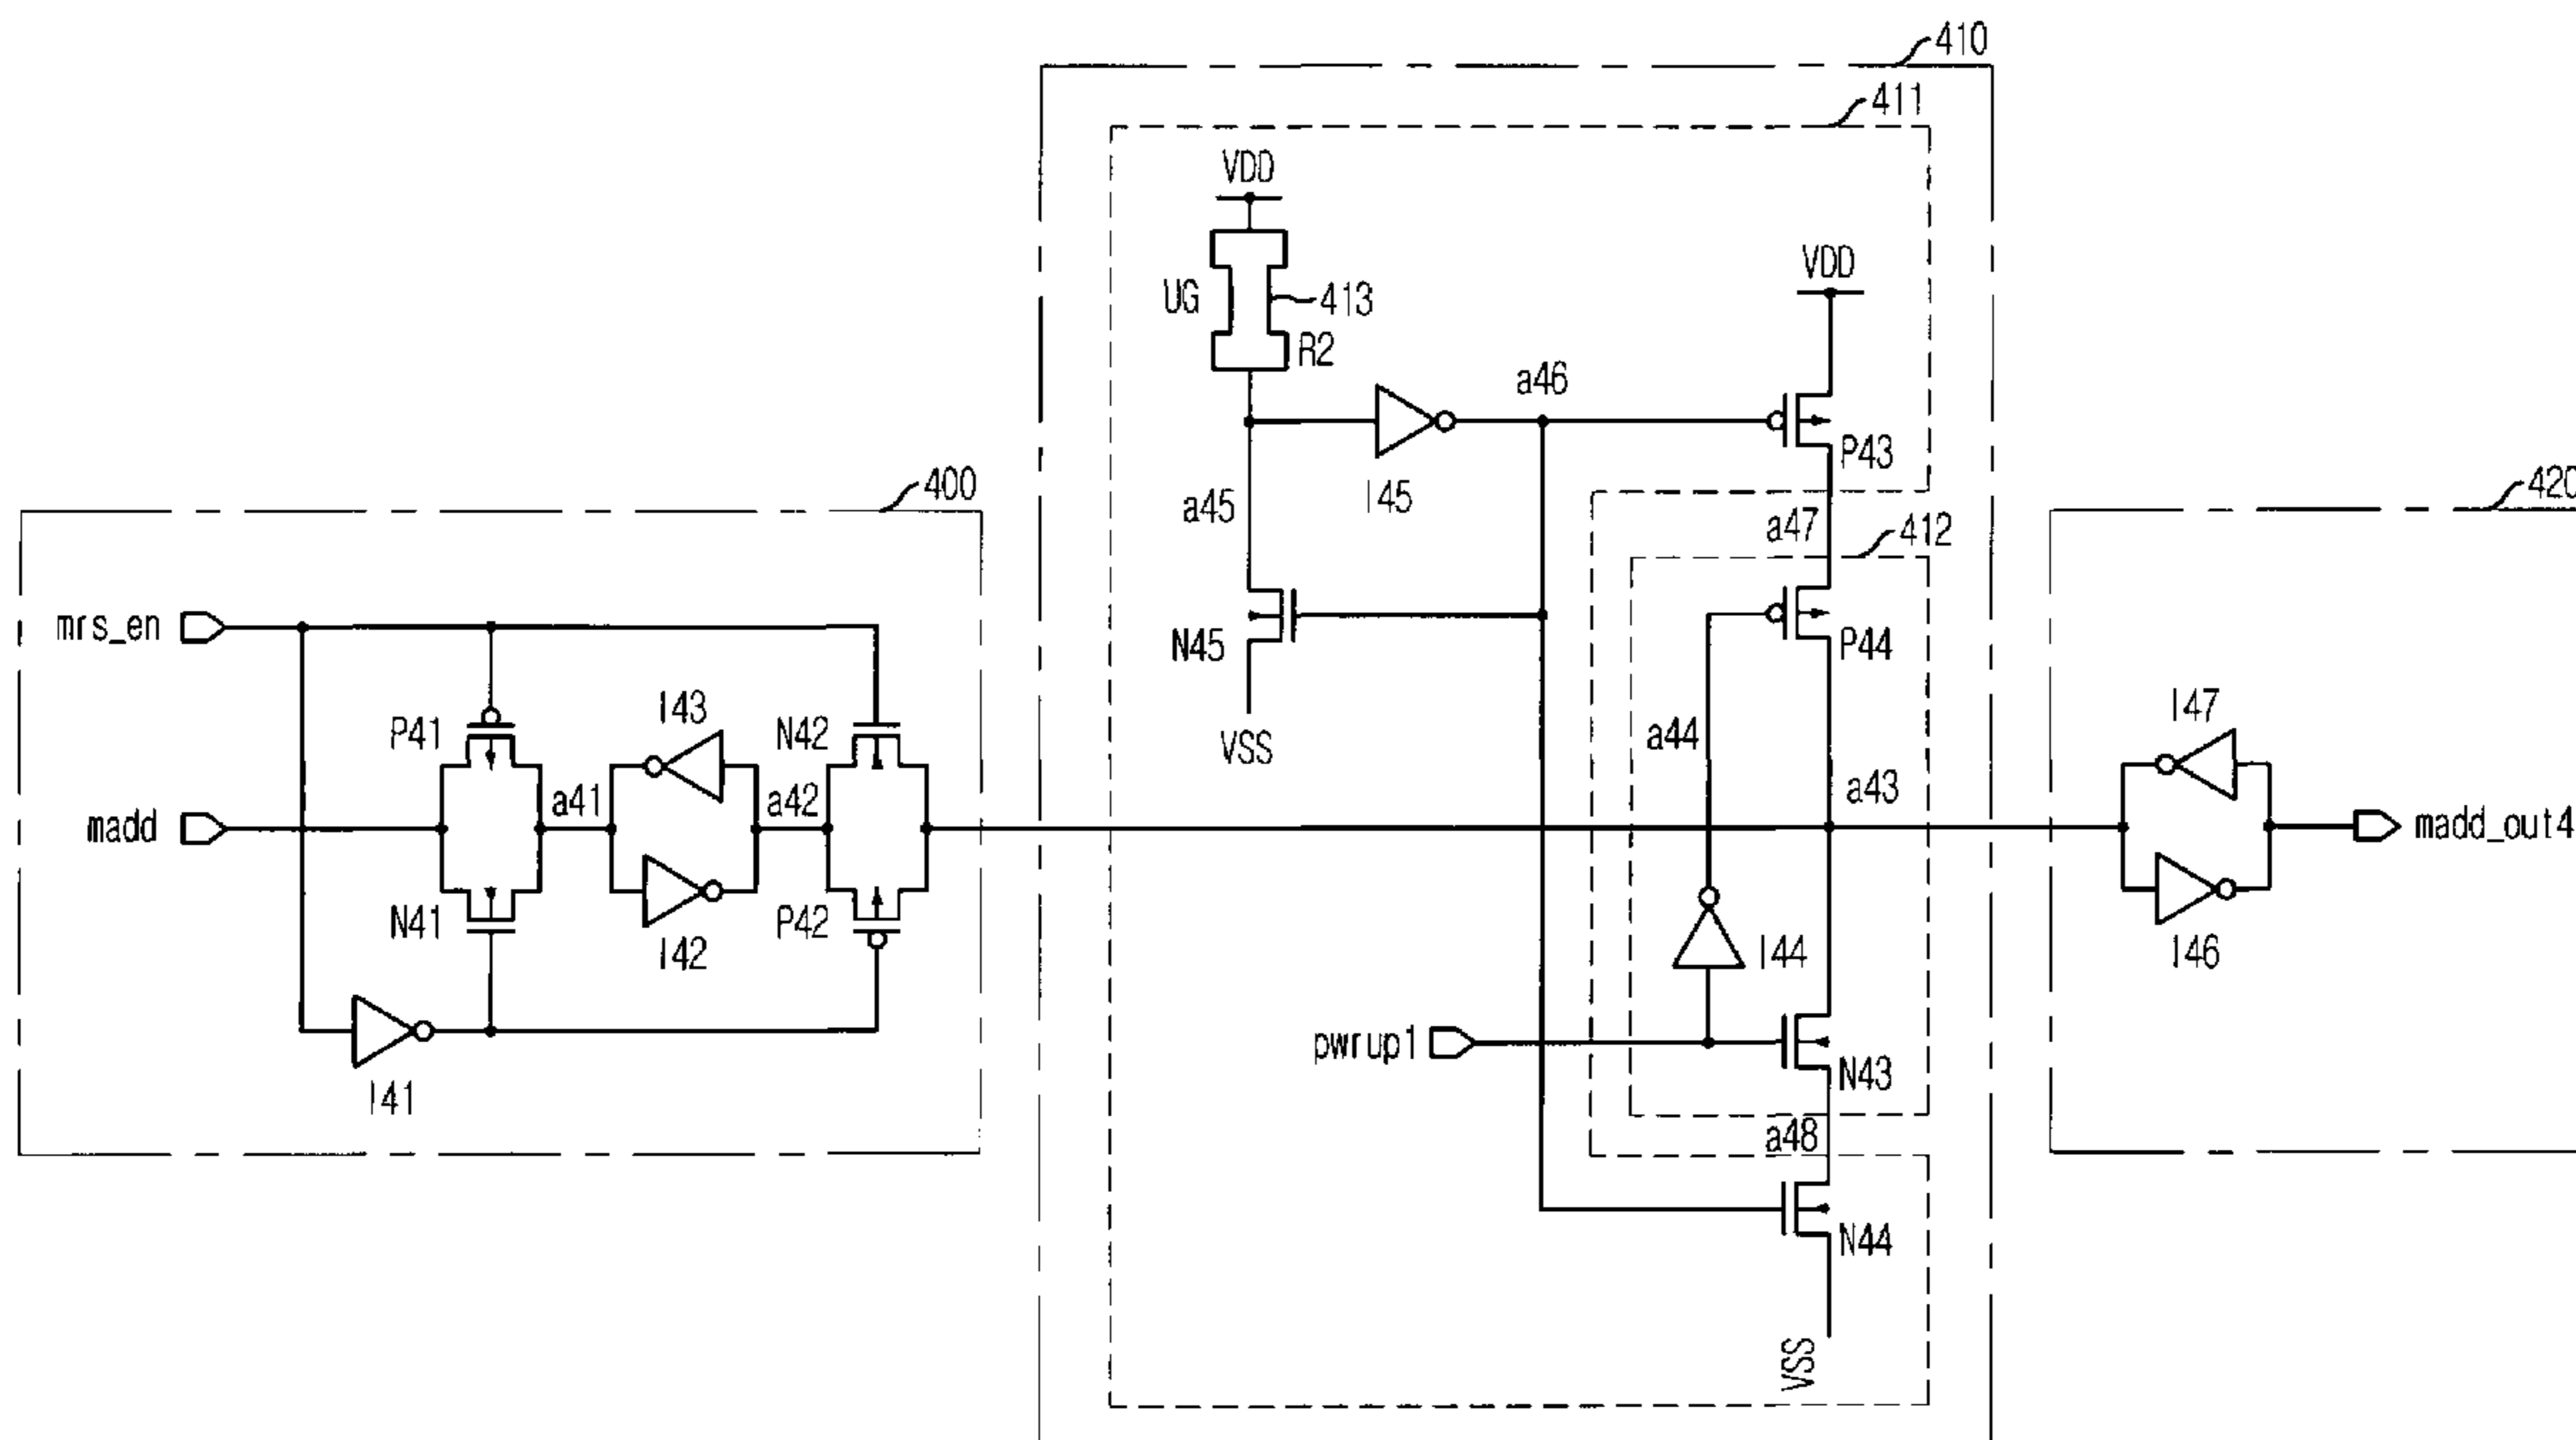 410
411
VDD
VDD
UG
413
R2
a46
P43
a45
I45
400
420
a47
412
mrs_en
N45
P44
I43
I47
P41
N42
a44
VSS
a41
a42
a43
madd
madd_out4
N41
P42
I42
I44
I46
pwrup1
N43
I41
a48
N44
VSS